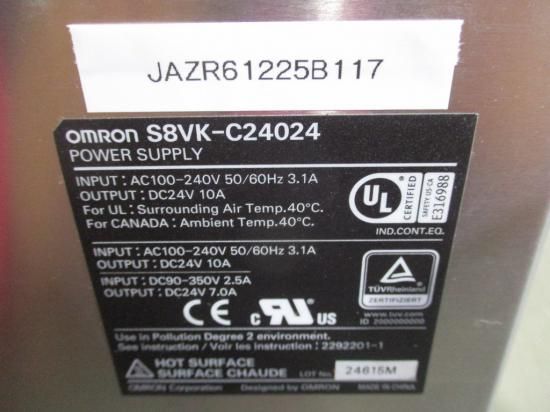 JAZR61225B117
OMRON S8VK-C24024
POWER SUPPLY
INPUT : AC100-240V 50/60Hz 3.1A
OUTPUT : DC24V 10A
For UL : Surrounding Air Temp.40°C.
For CANADA : Ambient Temp.40°C.
UL CERTIFIED
SAFETY US-CA
E316988
IND.CONT.EQ.
INPUT : AC100-240V 50/60Hz 3.1A
OUTPUT : DC24V 10A
INPUT : DC90-350V 2.5A
OUTPUT : DC24V 7.0A
TÜVRheinland
ZERTIFIZIERT
CE c UR US
www.tuv.com
ID 2000000000
Use in Pollution Degree 2 environment.
See instruction / Voir les instruction : 2292201-1
HOT SURFACE
SURFACE CHAUDE
LOT No. 24615M
OMRON Corporation Designed by OMRON MADE IN CHINA